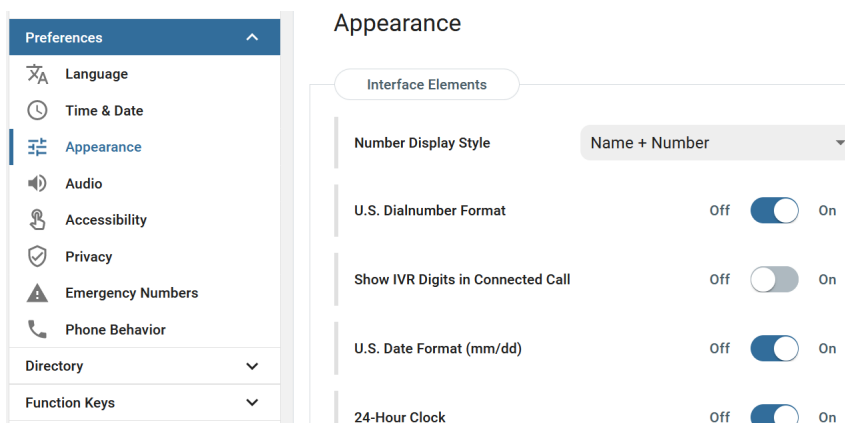 Preferences
Language
Time & Date
Appearance
Audio
Accessibility
Privacy
Emergency Numbers
Phone Behavior
Directory
Function Keys
Appearance
Interface Elements
Number Display Style Name + Number
U.S. Dialnumber Format Off On
Show IVR Digits in Connected Call Off On
U.S. Date Format (mm/dd) Off On
24-Hour Clock Off On